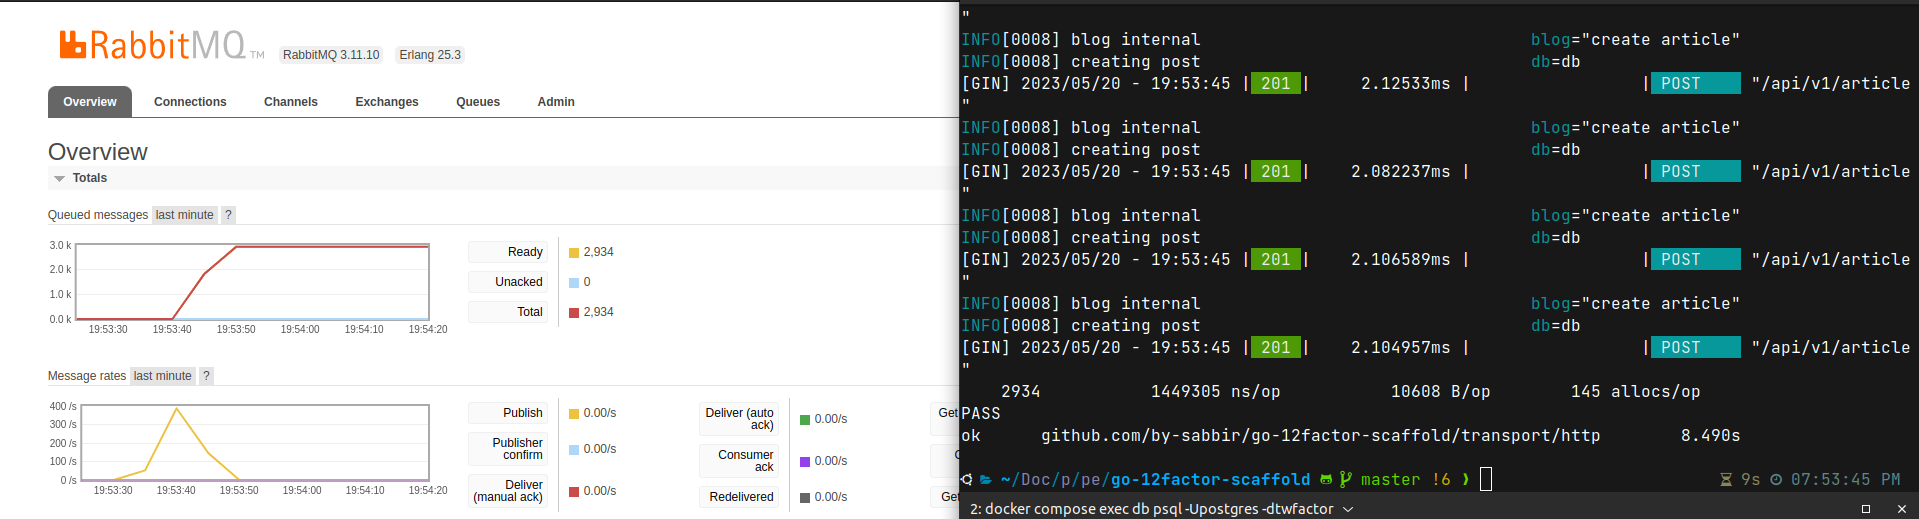 RabbitMQ TM RabbitMQ 3.11.10 Erlang 25.3
Overview Connections Channels Exchanges Queues Admin
Overview
Totals
Queued messages last minute ?
3.0 k
2.0 k
1.0 k
0.0 k
19:53:30 19:53:40 19:53:50 19:54:00 19:54:10 19:54:20
Ready 2,934
Unacked 0
Total 2,934
Message rates last minute ?
400 /s
300 /s
200 /s
100 /s
0 /s
19:53:30 19:53:40 19:53:50 19:54:00 19:54:10 19:54:20
Publish 0.00/s
Publisher
confirm 0.00/s
Deliver
(manual ack) 0.00/s
Deliver (auto
ack) 0.00/s
Consumer
ack 0.00/s
Redelivered 0.00/s
Get
Get
"
INFO[0008] blog internal blog="create article"
INFO[0008] creating post db=db
[GIN] 2023/05/20 - 19:53:45 | 201 | 2.12533ms | | POST "/api/v1/article
"
INFO[0008] blog internal blog="create article"
INFO[0008] creating post db=db
[GIN] 2023/05/20 - 19:53:45 | 201 | 2.082237ms | | POST "/api/v1/article
"
INFO[0008] blog internal blog="create article"
INFO[0008] creating post db=db
[GIN] 2023/05/20 - 19:53:45 | 201 | 2.106589ms | | POST "/api/v1/article
"
INFO[0008] blog internal blog="create article"
INFO[0008] creating post db=db
[GIN] 2023/05/20 - 19:53:45 | 201 | 2.104957ms | | POST "/api/v1/article
"
2934 1449305 ns/op 10608 B/op 145 allocs/op
PASS
ok github.com/by-sabbir/go-12factor-scaffold/transport/http 8.490s
~/Doc/p/pe/go-12factor-scaffold master !6 ❯ 9s 07:53:45 PM
2: docker compose exec db psql -Upostgres -dtwfactor